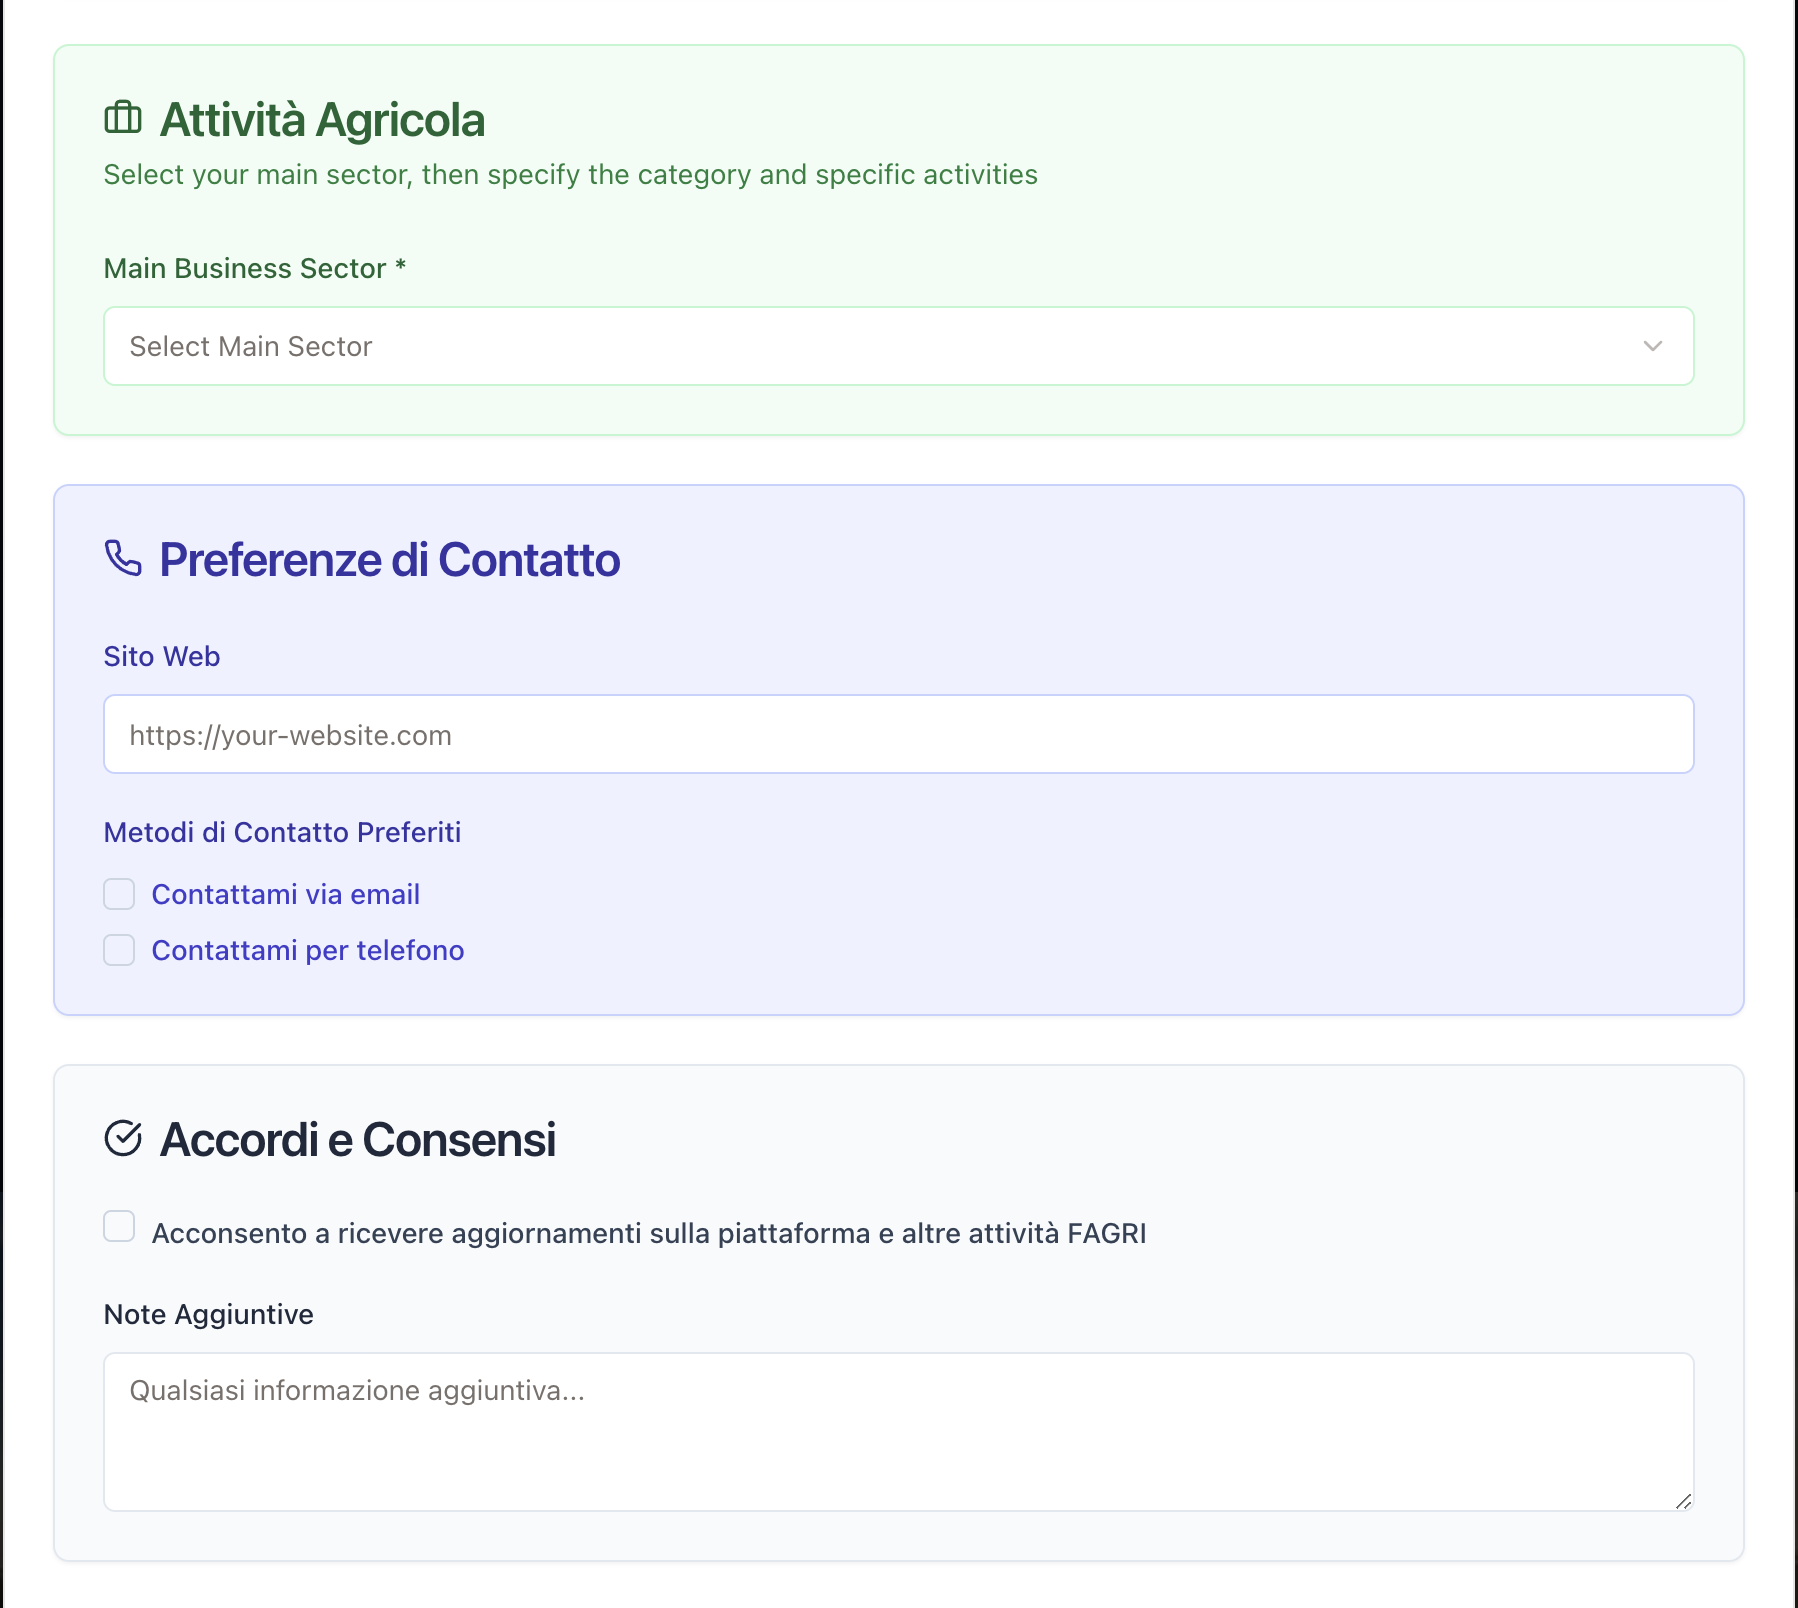 Attività Agricola
Select your main sector, then specify the category and specific activities
Main Business Sector *
Select Main Sector
Preferenze di Contatto
Sito Web
https://your-website.com
Metodi di Contatto Preferiti
Contattami via email
Contattami per telefono
Accordi e Consensi
Acconsento a ricevere aggiornamenti sulla piattaforma e altre attività FAGRI
Note Aggiuntive
Qualsiasi informazione aggiuntiva...